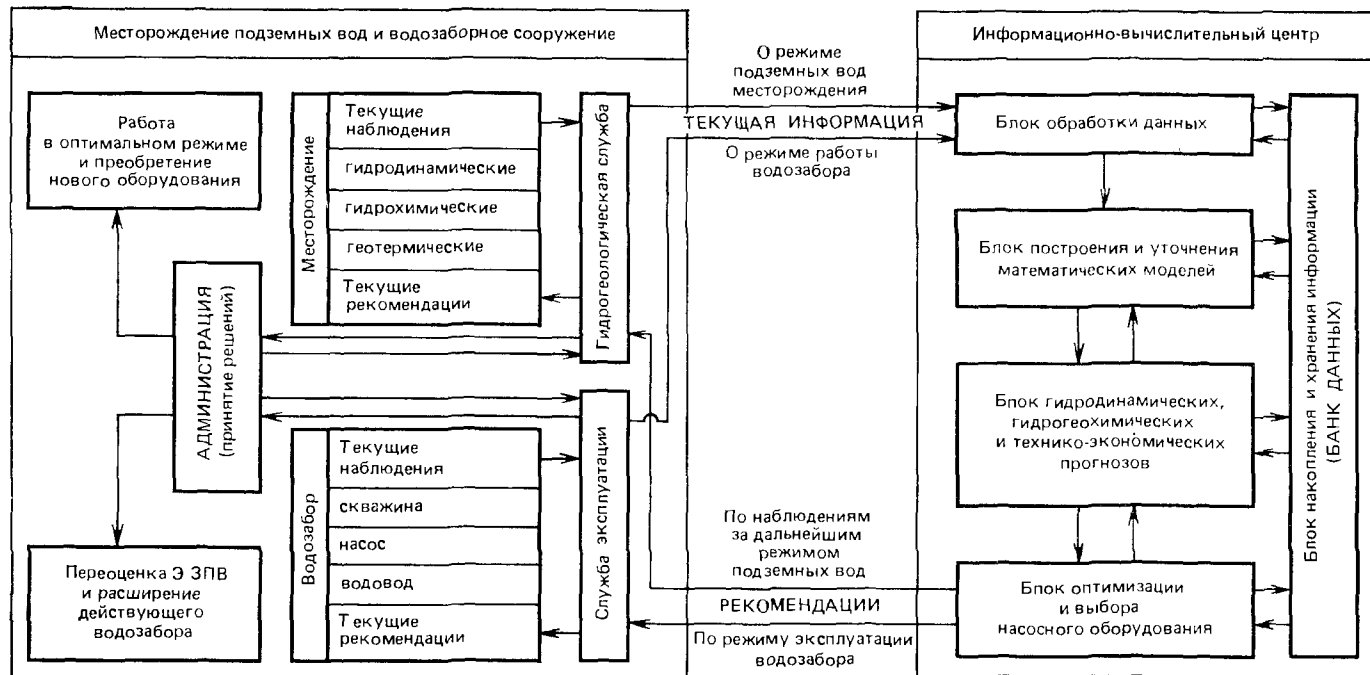 Месторождение подземных вод и водозаборное сооружение
Работа
в оптимальном режиме
и преобретение
нового оборудования
АДМИНИСТРАЦИЯ
(принятие решений)
Переоценка Э ЗПВ
и расширение
действующего
водозабора
Месторождение
Текущие
наблюдения
гидродинамические
гидрохимические
геотермические
Текущие
рекомендации
Гидрогеологическая служба
Водозабор
Текущие
наблюдения
скважина
насос
водовод
Текущие
рекомендации
Служба эксплуатации
О режиме
подземных вод
месторождения
ТЕКУЩАЯ ИНФОРМАЦИЯ
О режиме работы
водозабора
По наблюдениям
за дальнейшим
режимом
подземных вод
РЕКОМЕНДАЦИИ
По режиму эксплуатации
водозабора
Информационно-вычислительный центр
Блок обработки данных
Блок построения и уточнения
математических моделей
Блок гидродинамических,
гидрогеохимических
и технико-экономических
прогнозов
Блок оптимизации
и выбора
насосного оборудования
Блок накопления и хранения информации
(БАНК ДАННЫХ)